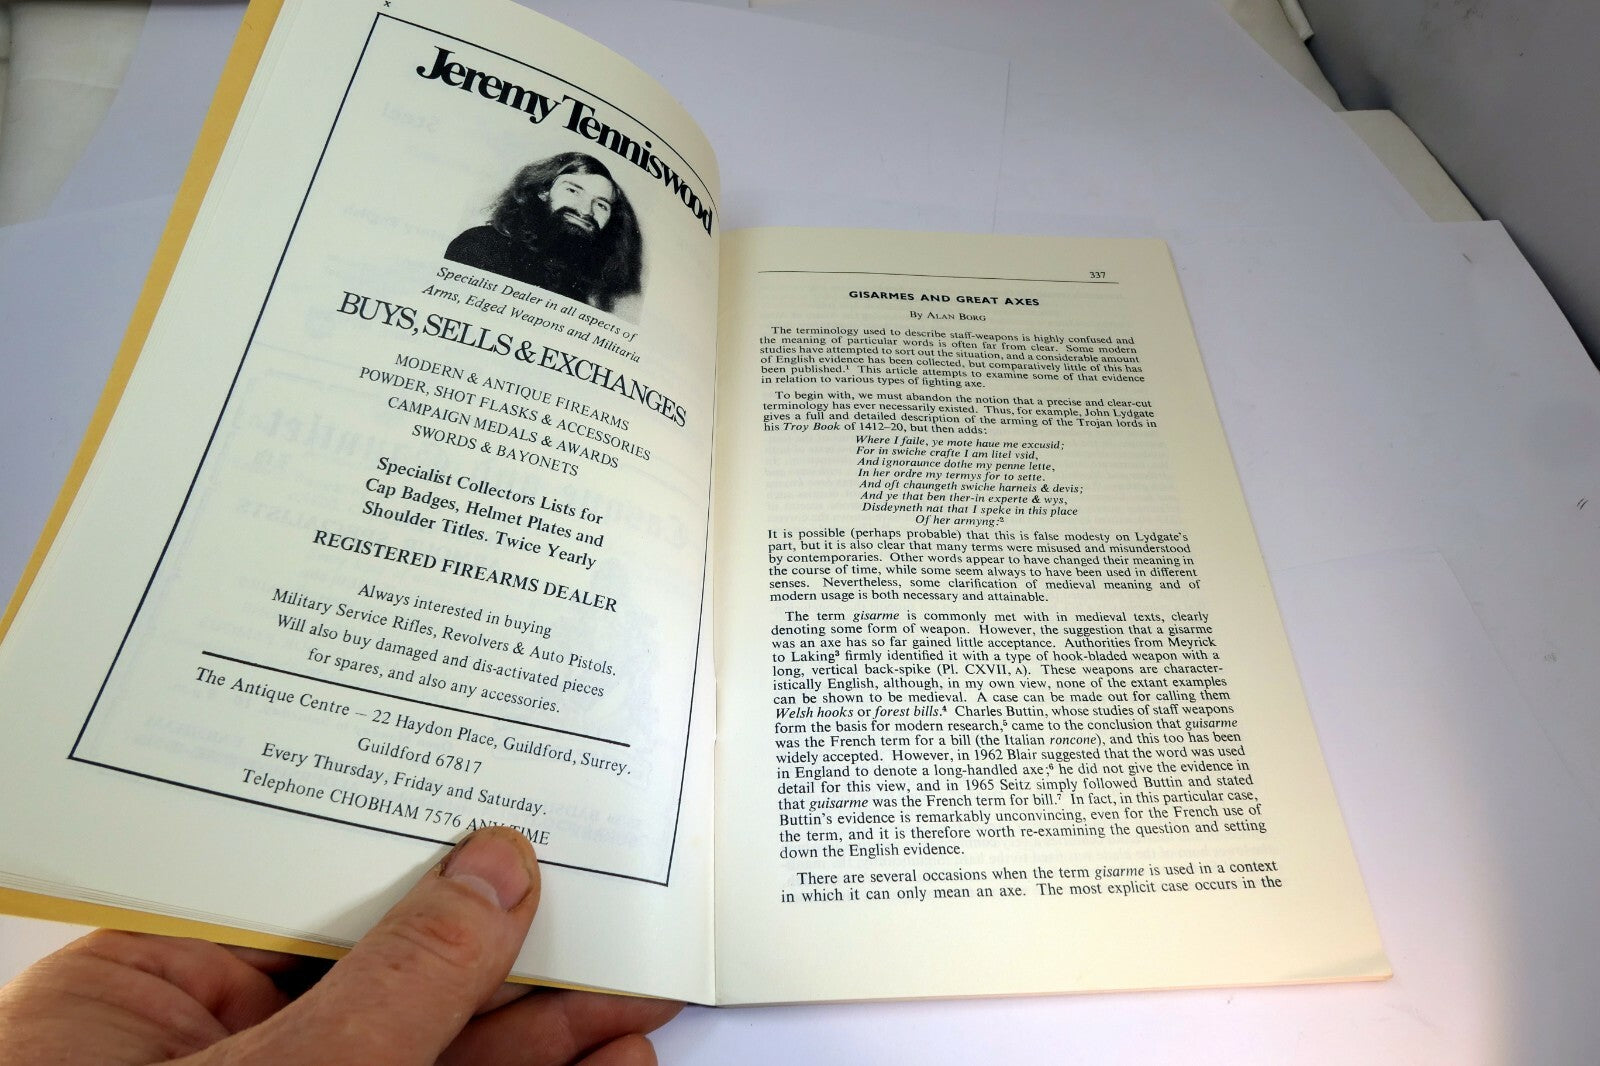 x
Jeremy Tenniswood
Specialist Dealer in all aspects of
Arms, Edged Weapons and Militaria
BUYS, SELLS & EXCHANGES
MODERN & ANTIQUE FIREARMS
POWDER, SHOT FLASKS & ACCESSORIES
CAMPAIGN MEDALS & AWARDS
SWORDS & BAYONETS
Specialist Collectors Lists for
Cap Badges, Helmet Plates and
Shoulder Titles. Twice Yearly
REGISTERED FIREARMS DEALER
Always interested in buying
Military Service Rifles, Revolvers & Auto Pistols.
Will also buy damaged and dis-activated pieces
for spares, and also any accessories.
The Antique Centre – 22 Haydon Place, Guildford, Surrey.
Guildford 67817
Every Thursday, Friday and Saturday.
Telephone CHOBHAM 7576 ANY TIME
337
GISARMES AND GREAT AXES
By ALAN BORG
The terminology used to describe staff-weapons is highly confused and
the meaning of particular words is often far from clear. Some modern
studies have attempted to sort out the situation, and a considerable amount
of English evidence has been collected, but comparatively little of this has
been published.¹ This article attempts to examine some of that evidence
in relation to various types of fighting axe.
To begin with, we must abandon the notion that a precise and clear-cut
terminology has ever necessarily existed. Thus, for example, John Lydgate
gives a full and detailed description of the arming of the Trojan lords in
his Troy Book of 1412–20, but then adds:
Where I faile, ye mote haue me excusid;
For in swiche crafte I am litel vsid,
And ignoraunce dothe my penne lette,
In her ordre my termys for to sette.
And oft chaungeth swiche harneis & devis;
And ye that ben ther-in experte & wys,
Disdeyneth nat that I speke in this place
Of her armyng:²
It is possible (perhaps probable) that this is false modesty on Lydgate's
part, but it is also clear that many terms were misused and misunderstood
by contemporaries. Other words appear to have changed their meaning in
the course of time, while some seem always to have been used in different
senses. Nevertheless, some clarification of medieval meaning and of
modern usage is both necessary and attainable.
The term gisarme is commonly met with in medieval texts, clearly
denoting some form of weapon. However, the suggestion that a gisarme
was an axe has so far gained little acceptance. Authorities from Meyrick
to Laking³ firmly identified it with a type of hook-bladed weapon with a
long, vertical back-spike (Pl. CXVII, A). These weapons are character-
istically English, although, in my own view, none of the extant examples
can be shown to be medieval. A case can be made out for calling them
Welsh hooks or forest bills.⁴ Charles Buttin, whose studies of staff weapons
form the basis for modern research,⁵ came to the conclusion that guisarme
was the French term for a bill (the Italian roncone), and this too has been
widely accepted. However, in 1962 Blair suggested that the word was used
in England to denote a long-handled axe;⁶ he did not give the evidence in
detail for this view, and in 1965 Seitz simply followed Buttin and stated
that guisarme was the French term for bill.⁷ In fact, in this particular case,
Buttin's evidence is remarkably unconvincing, even for the French use of
the term, and it is therefore worth re-examining the question and setting
down the English evidence.
There are several occasions when the term gisarme is used in a context
in which it can only mean an axe. The most explicit case occurs in the